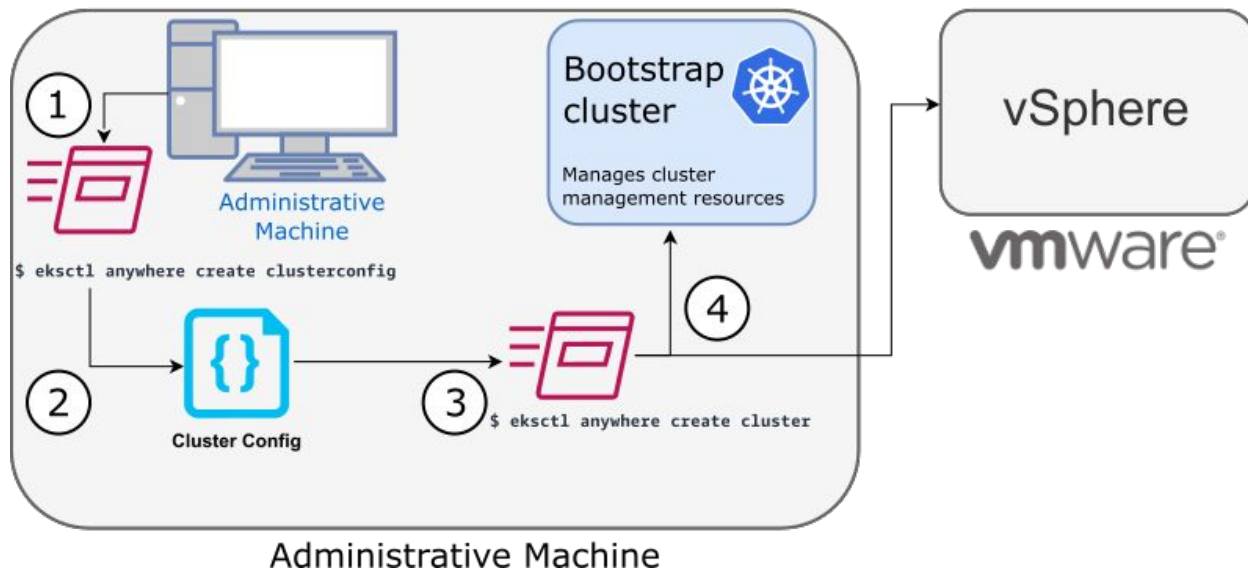 1
Administrative
Machine
$ eksctl anywhere create clusterconfig
2
{}
Cluster Config
3
$ eksctl anywhere create cluster
4
Bootstrap
cluster
Manages cluster
management resources
vSphere
vmware®
Administrative Machine